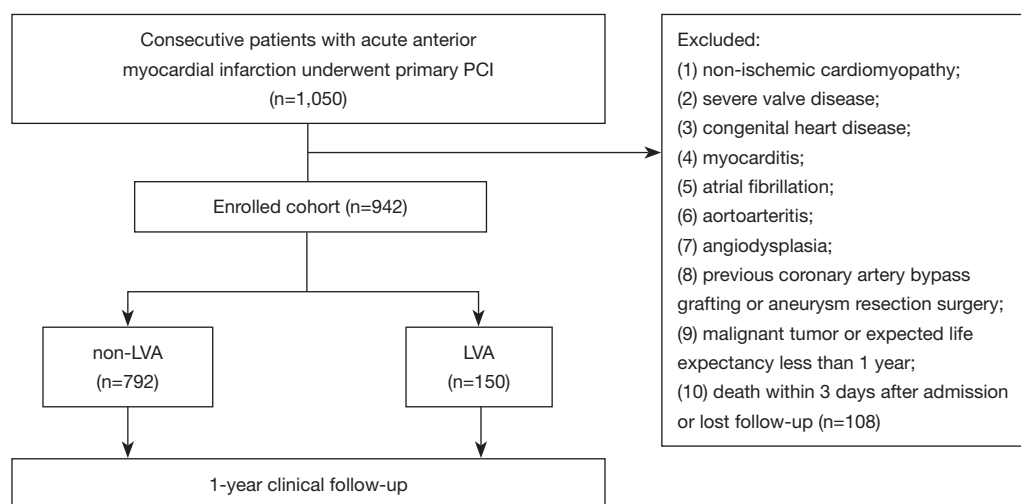 Consecutive patients with acute anterior
myocardial infarction underwent primary PCI
(n=1,050)
Excluded:
(1) non-ischemic cardiomyopathy;
(2) severe valve disease;
(3) congenital heart disease;
(4) myocarditis;
(5) atrial fibrillation;
(6) aortoarteritis;
(7) angiodysplasia;
(8) previous coronary artery bypass
grafting or aneurysm resection surgery;
(9) malignant tumor or expected life
expectancy less than 1 year;
(10) death within 3 days after admission
or lost follow-up (n=108)
Enrolled cohort (n=942)
non-LVA
(n=792)
LVA
(n=150)
1-year clinical follow-up